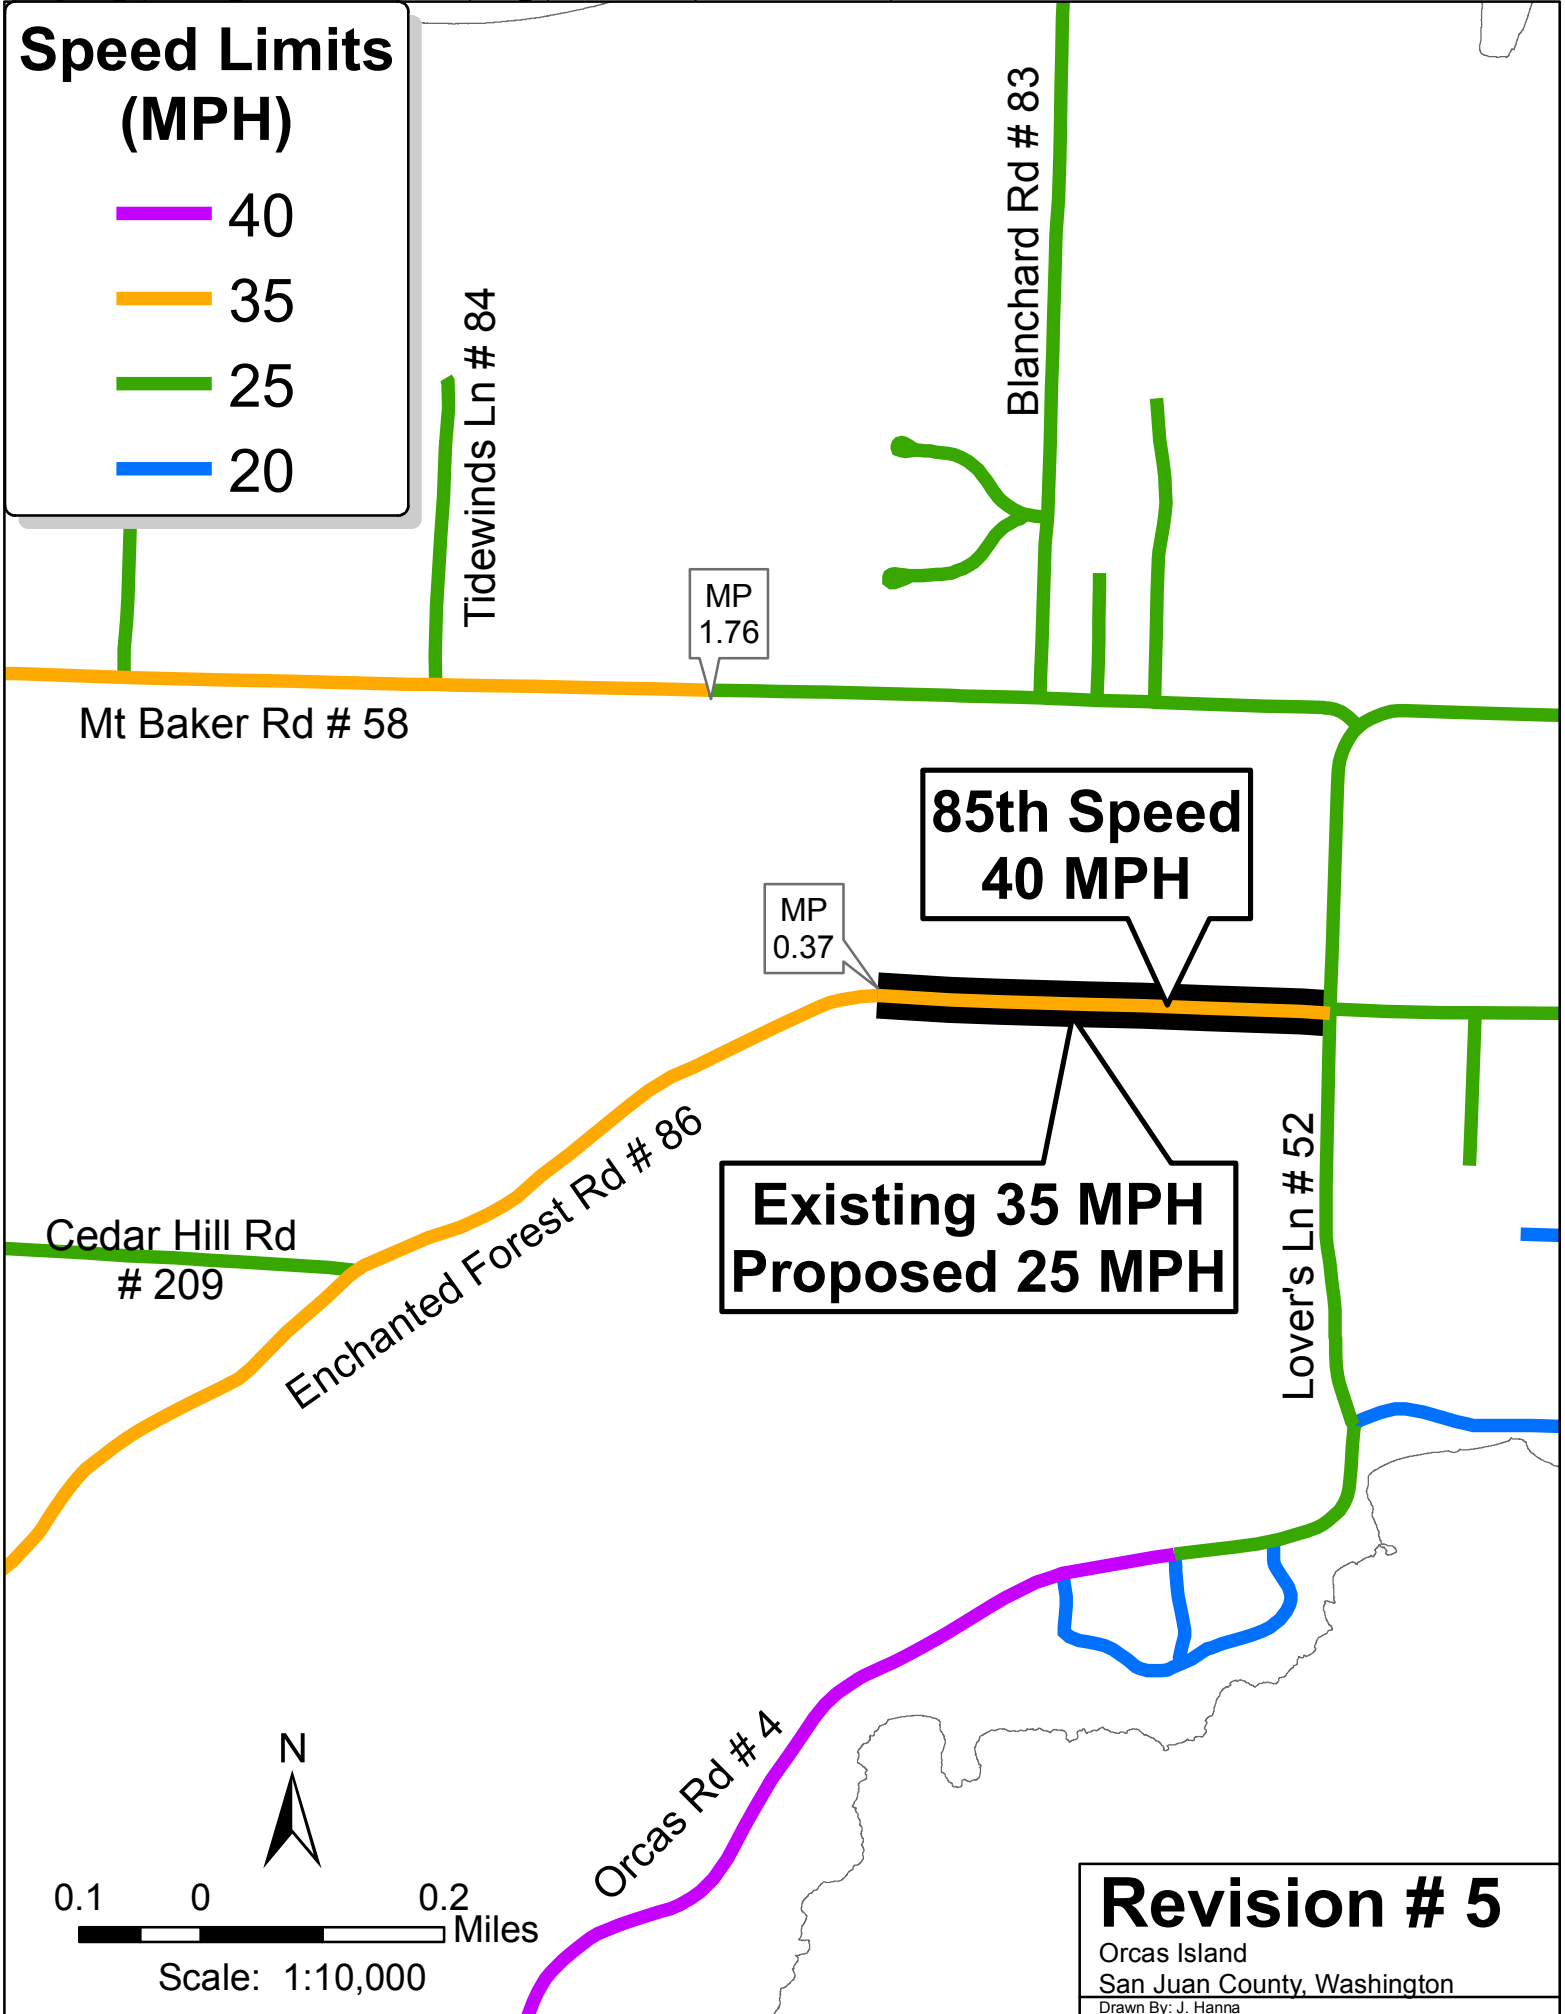 Speed Limits
(MPH)
40
35
25
20
Tidewinds Ln # 84
Blanchard Rd # 83
MP
1.76
Mt Baker Rd # 58
85th Speed
40 MPH
MP
0.37
Existing 35 MPH
Proposed 25 MPH
Enchanted Forest Rd # 86
Cedar Hill Rd
# 209
Lover's Ln # 52
Orcas Rd # 4
N
0.1 0 0.2
Miles
Scale: 1:10,000
Revision # 5
Orcas Island
San Juan County, Washington
Drawn By: J. Hanna